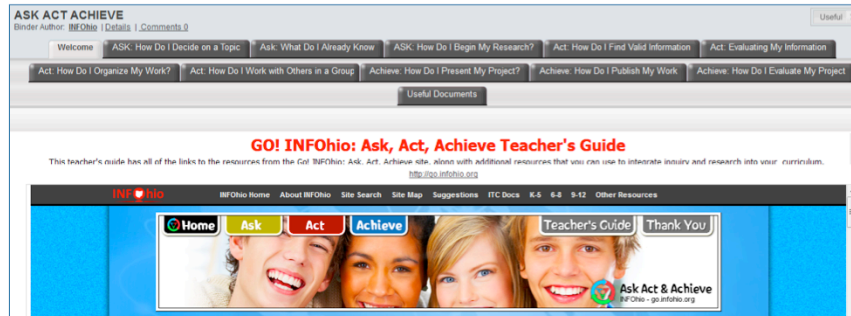 ASK ACT ACHIEVE
Binder Author: INFOhio | Details | Comments 0
Useful
Welcome
ASK: How Do I Decide on a Topic
Ask: What Do I Already Know
ASK: How Do I Begin My Research?
Act: How Do I Find Valid Information
Act: Evaluating My Information
Act: How Do I Organize My Work?
Act: How Do I Work with Others in a Group
Achieve: How Do I Present My Project?
Achieve: How Do I Publish My Work
Achieve: How Do I Evaluate My Project
Useful Documents
GO! INFOhio: Ask, Act, Achieve Teacher's Guide
This teacher's guide has all of the links to the resources from the Go! INFOhio: Ask, Act, Achieve site, along with additional resources that you can use to integrate inquiry and research into your curriculum.
http://go.infohio.org
INFOhio
INFOhio Home About INFOhio Site Search Site Map Suggestions ITC Docs K-5 6-8 9-12 Other Resources
Home Ask Act Achieve Teacher's Guide Thank You
Ask Act & Achieve
INFOhio - go.infohio.org